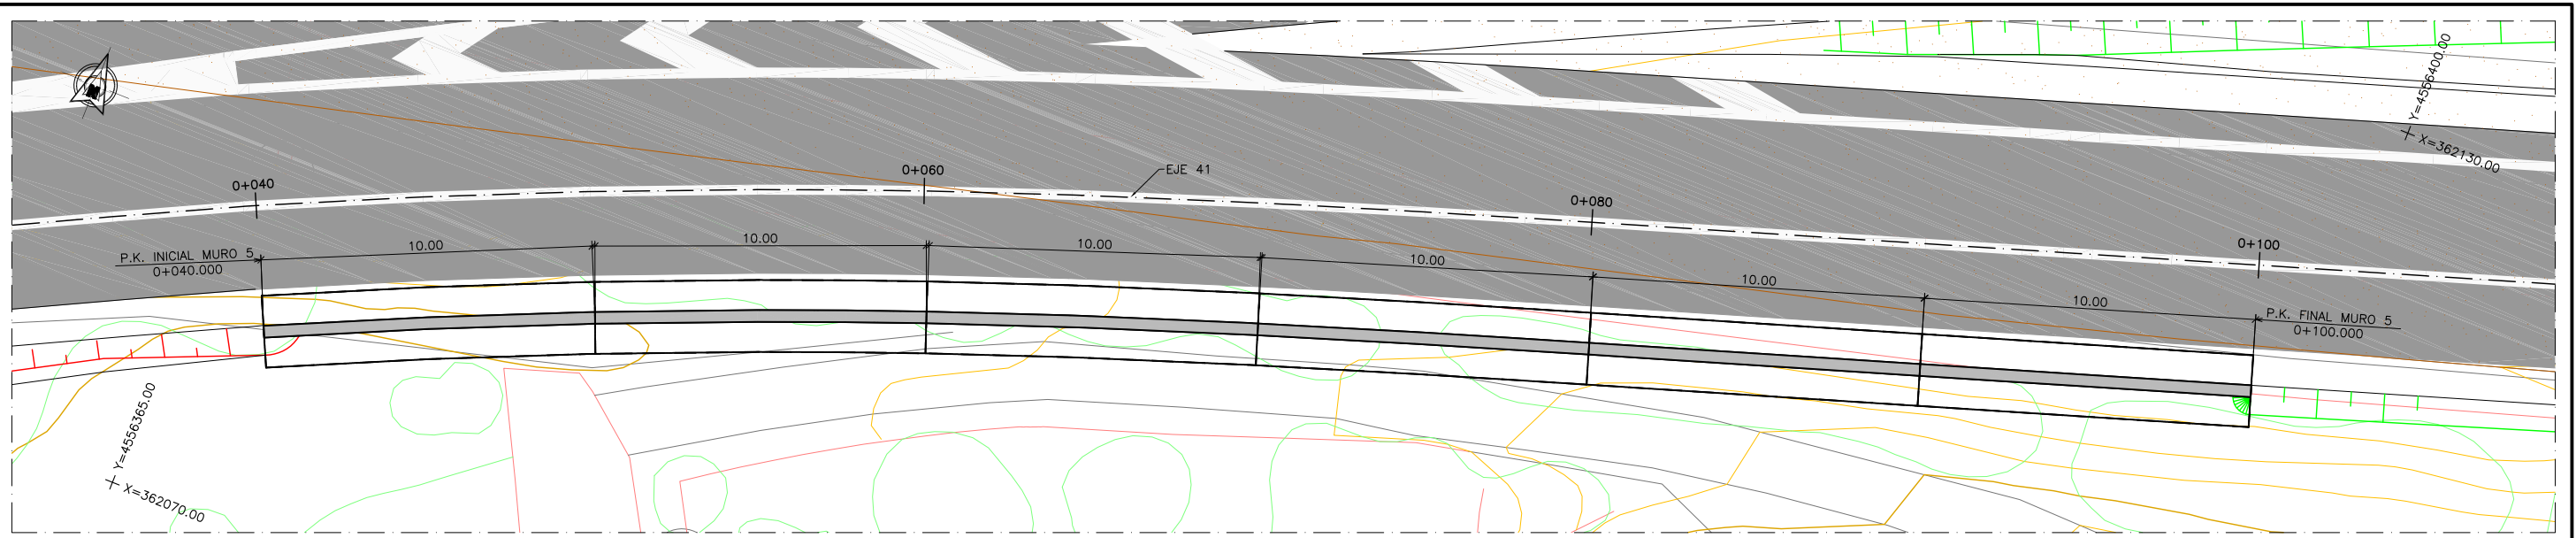 Y=4556400.00
X=362130.00
N
EJE 41
0+040
0+060
0+080
0+100
P.K. INICIAL MURO 5
0+040.000
10.00
10.00
10.00
10.00
10.00
10.00
P.K. FINAL MURO 5
0+100.000
Y=4556365.00
X=362070.00